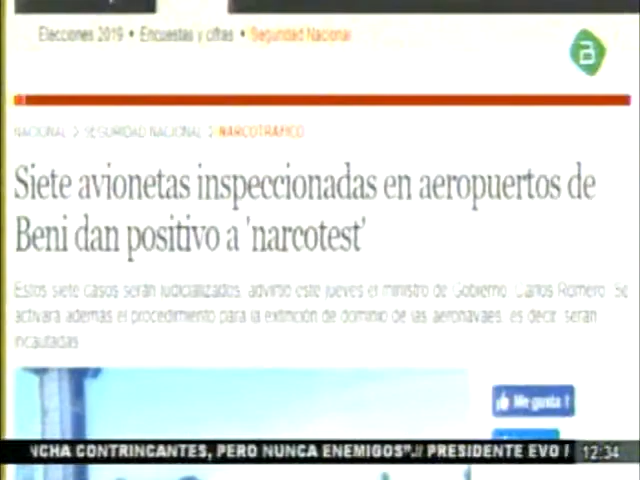 Elecciones 2019 • Encuestas y cifras • Seguridad Nacional
B
NACIONAL > SEGURIDAD NACIONAL > NARCOTRÁFICO
Siete avionetas inspeccionadas en aeropuertos de
Beni dan positivo a 'narcotest'
Estos siete casos serán judicializados, advirtió este jueves el ministro de Gobierno, Carlos Romero. Se
activará además el procedimiento para la extinción de dominio de las aeronavaes, es decir, serán
incautadas
Me gusta 1
NCHA CONTRINCANTES, PERO NUNCA ENEMIGOS".// PRESIDENTE EVO
12:34